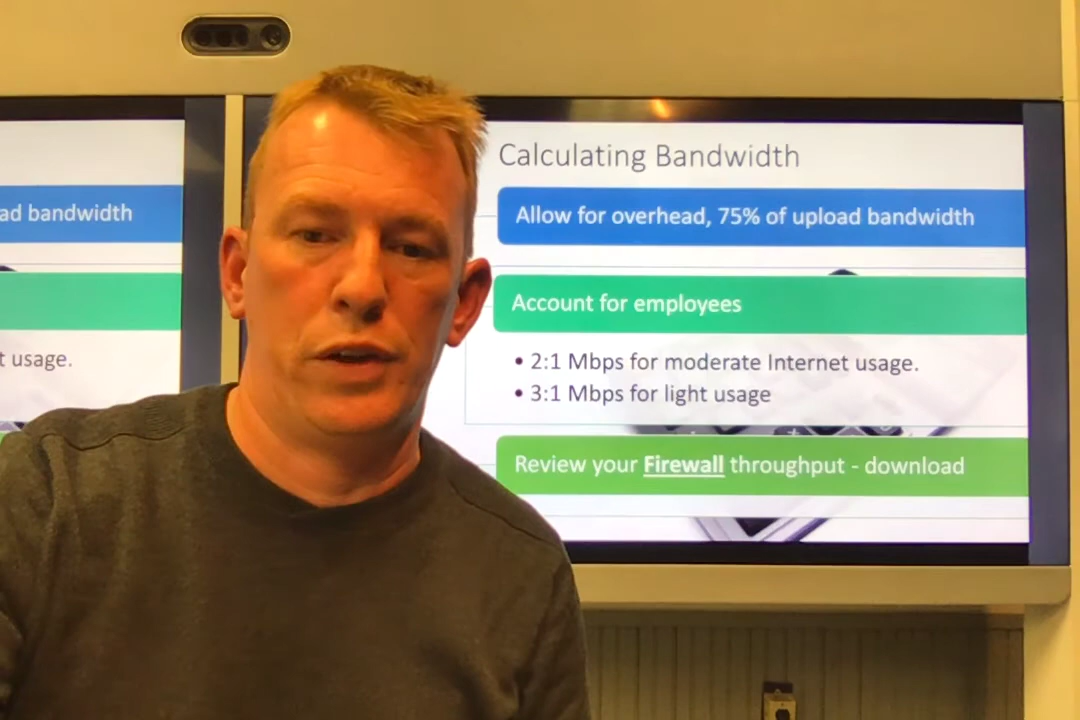 ad bandwidth
t usage.
Calculating Bandwidth
Allow for overhead, 75% of upload bandwidth
Account for employees
• 2:1 Mbps for moderate Internet usage.
• 3:1 Mbps for light usage
Review your Firewall throughput - download